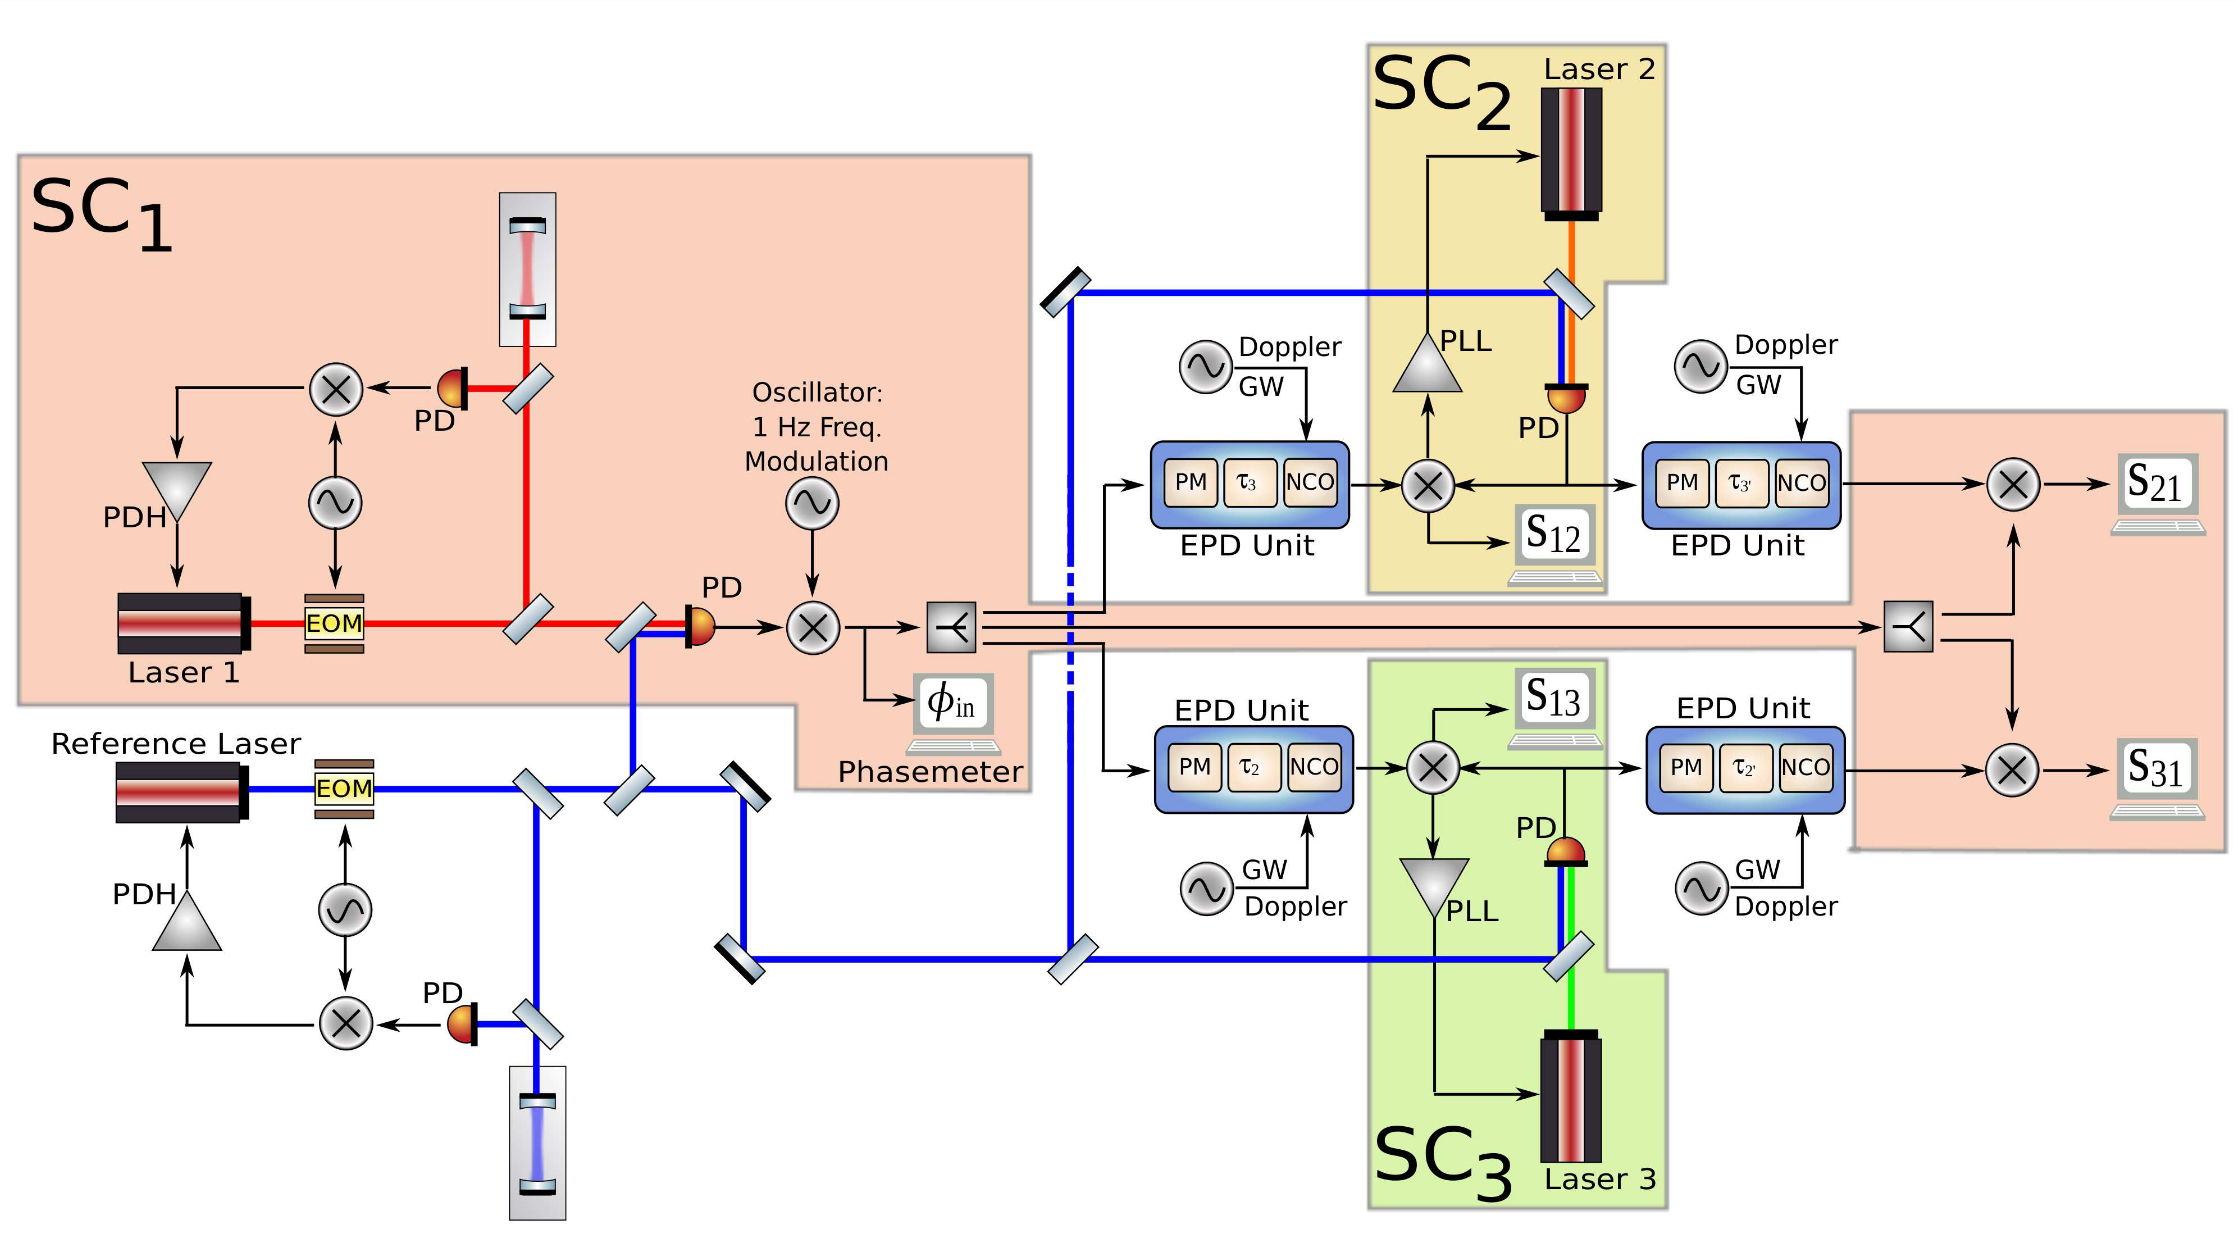 SC1
Laser 2
SC2
PLL
PD
Doppler
GW
Doppler
GW
PD
PDH
Oscillator:
1 Hz Freq.
Modulation
PM τ3 NCO
EPD Unit
S12
PM τ3' NCO
EPD Unit
S21
EOM
Laser 1
PD
ϕin
Phasemeter
Reference Laser
EOM
PDH
PD
EPD Unit
PM τ2 NCO
GW
Doppler
S13
PD
PLL
EPD Unit
PM τ2' NCO
GW
Doppler
S31
SC3
Laser 3